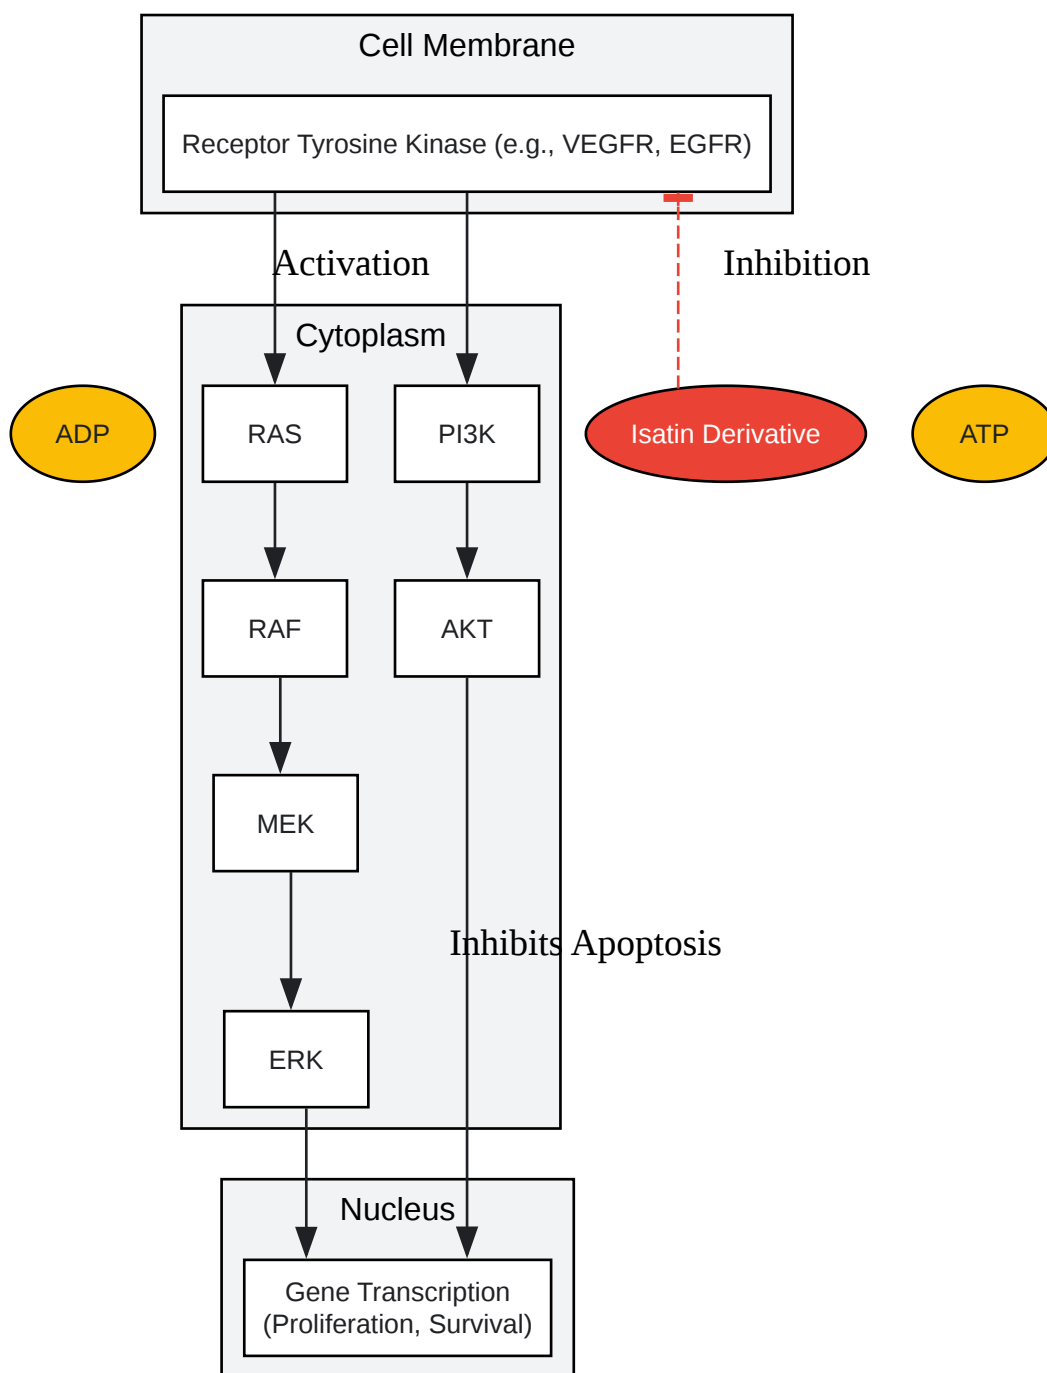 Cell Membrane
Receptor Tyrosine Kinase (e.g., VEGFR, EGFR)
Activation
Inhibition
Cytoplasm
ADP
RAS
PI3K
Isatin Derivative
ATP
RAF
AKT
MEK
Inhibits Apoptosis
ERK
Nucleus
Gene Transcription
(Proliferation, Survival)